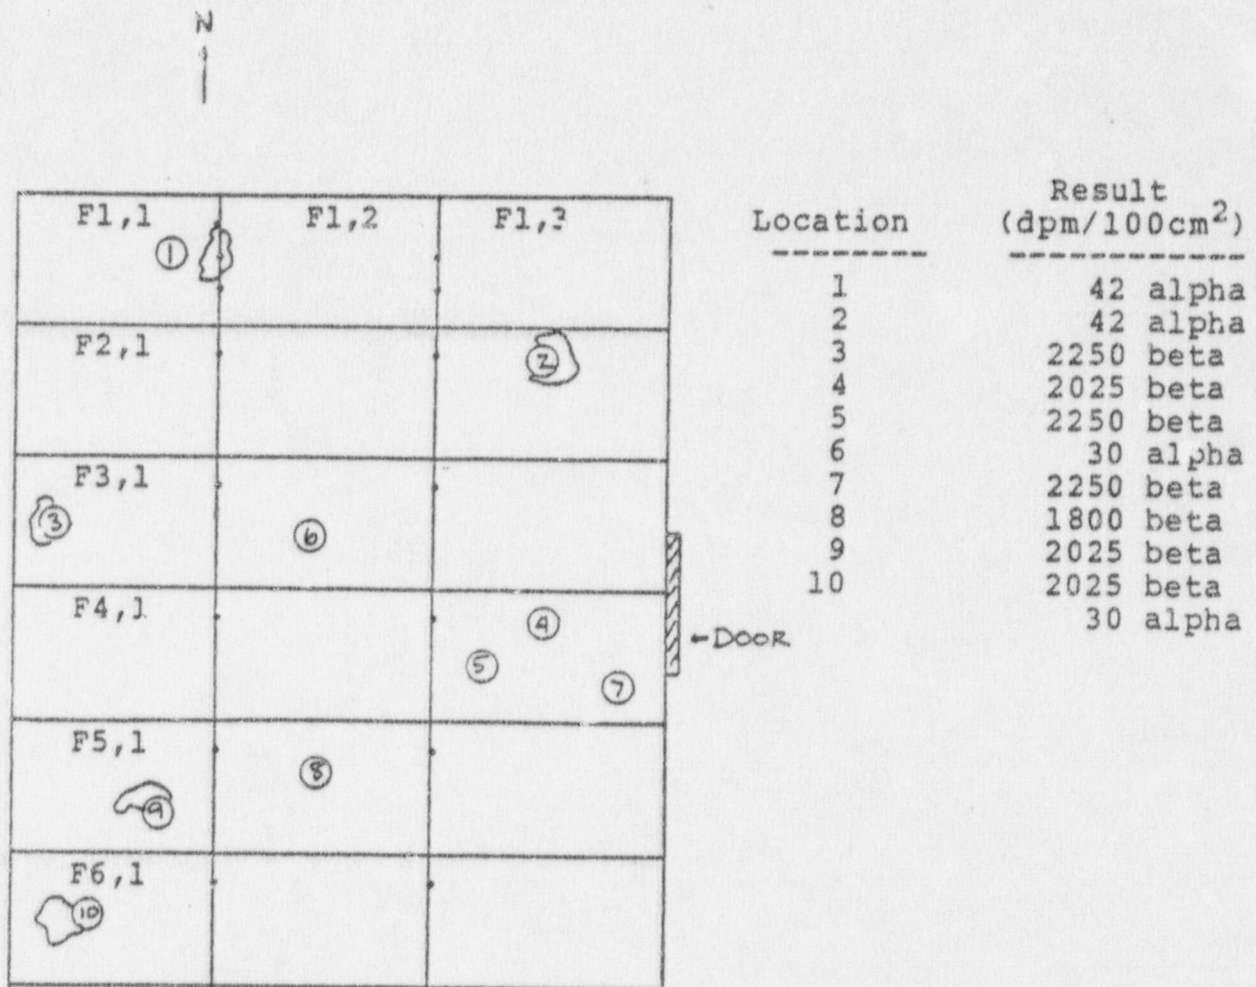 N
F1,1 F1,2 F1,3
①
F2,1
②
F3,1
③ ⑥
F4,1
④
⑤ ⑦
←DOOR
F5,1
⑧
⑨
F6,1
⑩
Result
Location (dpm/100cm²)
1 42 alpha
2 42 alpha
3 2250 beta
4 2025 beta
5 2250 beta
6 30 alpha
7 2250 beta
8 1800 beta
9 2025 beta
10 2025 beta
30 alpha